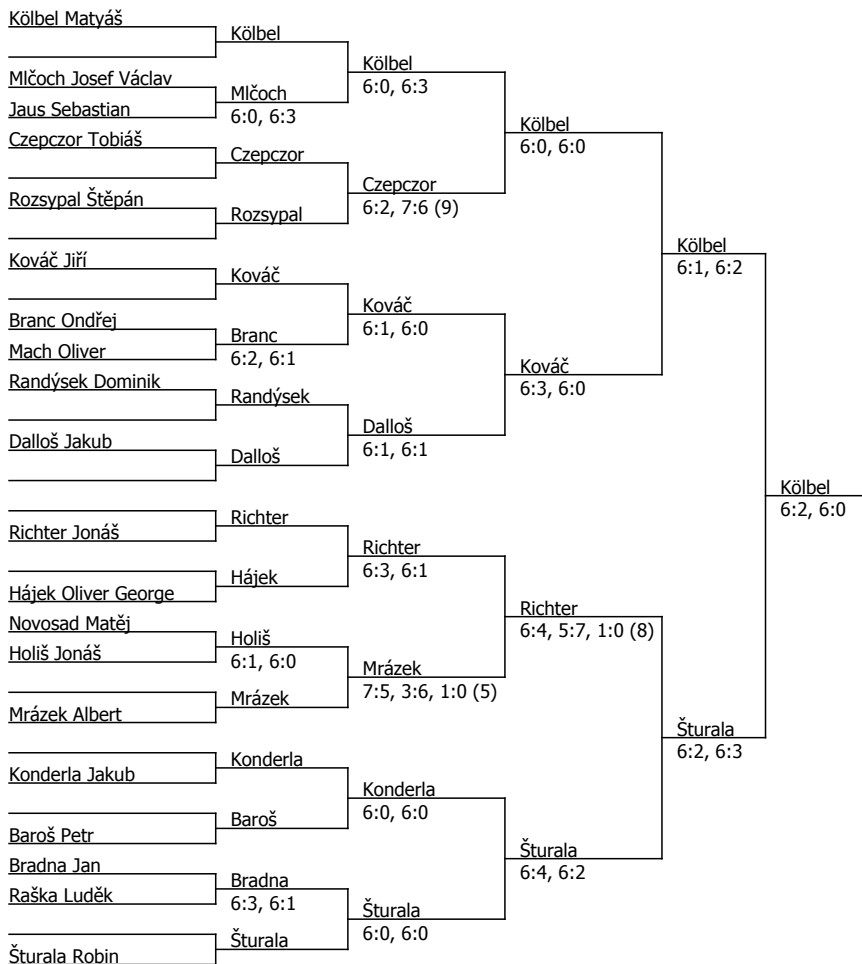 Kölbel Matyáš
Mlčoch Josef Václav
Jaus Sebastian
Czepczor Tobiáš
Rozsypal Štěpán
Kováč Jiří
Branc Ondřej
Mach Oliver
Randýsek Dominik
Dalloš Jakub
Richter Jonáš
Hájek Oliver George
Novosad Matěj
Holiš Jonáš
Mrázek Albert
Konderla Jakub
Baroš Petr
Bradna Jan
Raška Luděk
Šturala Robin
Kölbel
Mlčoch
6:0, 6:3
Czepczor
Rozsypal
Kováč
Branc
6:2, 6:1
Randýsek
Dalloš
Richter
Hájek
Holiš
6:1, 6:0
Mrázek
Konderla
Baroš
Bradna
6:3, 6:1
Šturala
Kölbel
6:0, 6:3
Czepczor
6:2, 7:6 (9)
Kováč
6:1, 6:0
Dalloš
6:1, 6:1
Richter
6:3, 6:1
Mrázek
7:5, 3:6, 1:0 (5)
Konderla
6:0, 6:0
Šturala
6:0, 6:0
Kölbel
6:0, 6:0
Kováč
6:3, 6:0
Richter
6:4, 5:7, 1:0 (8)
Šturala
6:4, 6:2
Kölbel
6:1, 6:2
Šturala
6:2, 6:3
Kölbel
6:2, 6:0